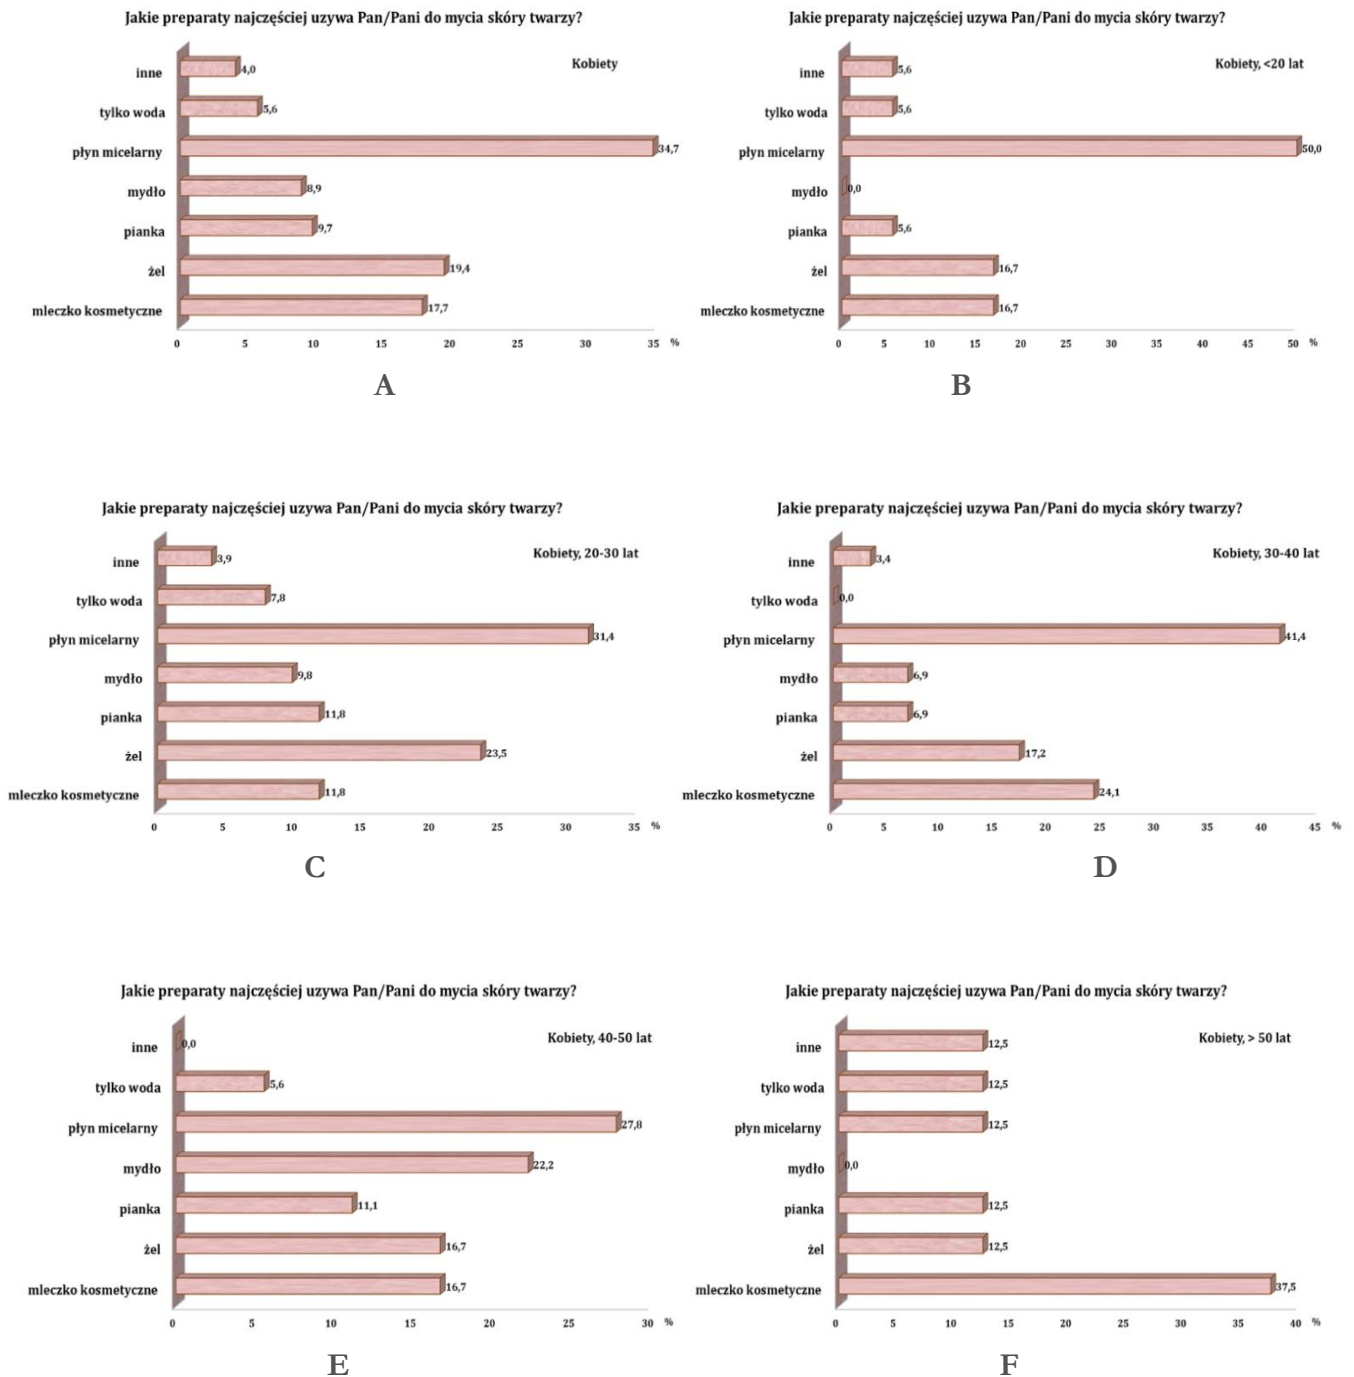 Jakie preparaty najczęściej uzywa Pan/Pani do mycia skóry twarzy?
Kobiety
inne 4,0
tylko woda 5,6
płyn micelarny 34,7
mydło 8,9
pianka 9,7
żel 19,4
mleczko kosmetyczne 17,7
0 5 10 15 20 25 30 35 %
A
Jakie preparaty najczęściej uzywa Pan/Pani do mycia skóry twarzy?
Kobiety, <20 lat
inne 5,6
tylko woda 5,6
płyn micelarny 50,0
mydło 0,0
pianka 5,6
żel 16,7
mleczko kosmetyczne 16,7
0 5 10 15 20 25 30 35 40 45 50 %
B
Jakie preparaty najczęściej uzywa Pan/Pani do mycia skóry twarzy?
Kobiety, 20-30 lat
inne 3,9
tylko woda 7,8
płyn micelarny 31,4
mydło 9,8
pianka 11,8
żel 23,5
mleczko kosmetyczne 11,8
0 5 10 15 20 25 30 35 %
C
Jakie preparaty najczęściej uzywa Pan/Pani do mycia skóry twarzy?
Kobiety, 30-40 lat
inne 3,4
tylko woda 0,0
płyn micelarny 41,4
mydło 6,9
pianka 6,9
żel 17,2
mleczko kosmetyczne 24,1
0 5 10 15 20 25 30 35 40 45 %
D
Jakie preparaty najczęściej uzywa Pan/Pani do mycia skóry twarzy?
Kobiety, 40-50 lat
inne 0,0
tylko woda 5,6
płyn micelarny 27,8
mydło 22,2
pianka 11,1
żel 16,7
mleczko kosmetyczne 16,7
0 5 10 15 20 25 30 %
E
Jakie preparaty najczęściej uzywa Pan/Pani do mycia skóry twarzy?
Kobiety, > 50 lat
inne 12,5
tylko woda 12,5
płyn micelarny 12,5
mydło 0,0
pianka 12,5
żel 12,5
mleczko kosmetyczne 37,5
0 5 10 15 20 25 30 35 40 %
F